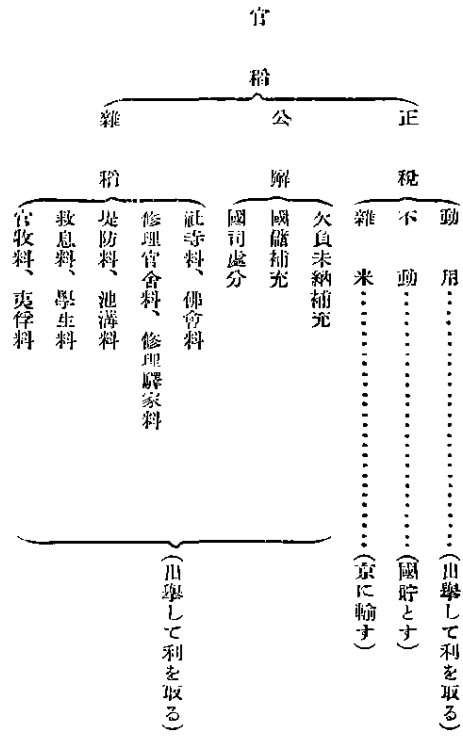 官稻
正稅
動用……………………(出擧して利を取る)
不動……………………(國貯とす)
雜米……………………(京に輸す)
公廨
欠負未納補充
國儲補充
國司處分
雜稻
社寺料、佛會料
修理官舍料、修理驛家料
堤防料、池溝料
救急料、學生料
官牧料、夷俘料
(出擧して利を取る)